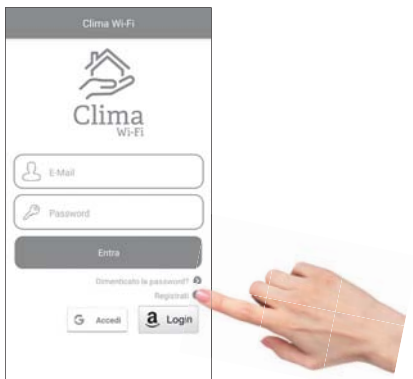 Clima Wi-Fi
Clima
Wi-Fi
E-Mail
Password
Entra
Dimenticato la password?
Registrati
G Accedi
a Login